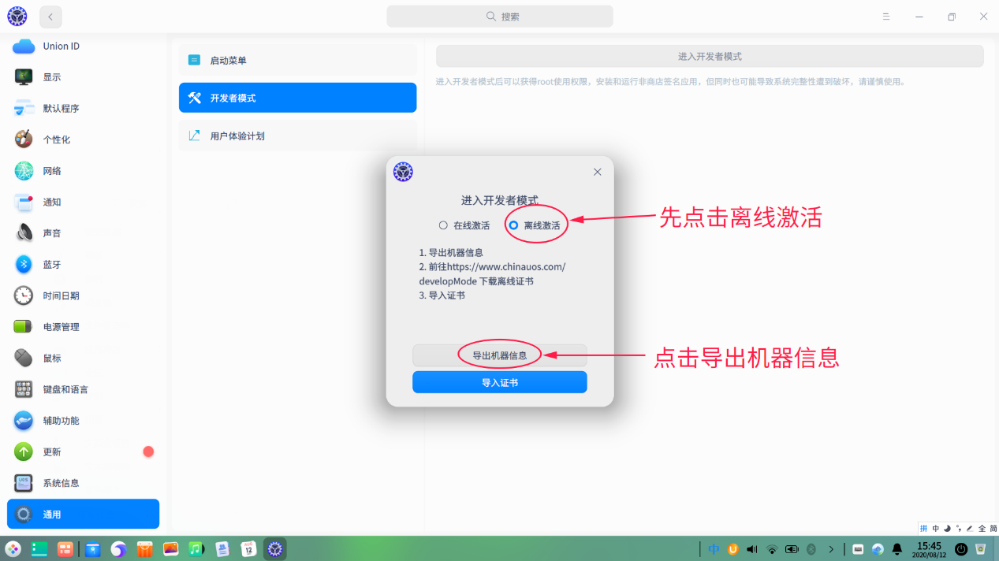 搜索
Union ID
显示
默认程序
个性化
网络
通知
声音
蓝牙
时间日期
电源管理
鼠标
键盘和语言
辅助功能
更新
系统信息
通用
启动菜单
开发者模式
用户体验计划
进入开发者模式
进入开发者模式后可以获得root使用权限，安装和运行非商店签名应用，但同时也可能导致系统完整性遭到破坏，请谨慎使用。
进入开发者模式
在线激活 离线激活
先点击离线激活
1. 导出机器信息
2. 前往https://www.chinauos.com/
developMode 下载离线证书
3. 导入证书
导出机器信息
点击导出机器信息
导入证书
拼 中 全 简
中
15:45
2020/08/12
12